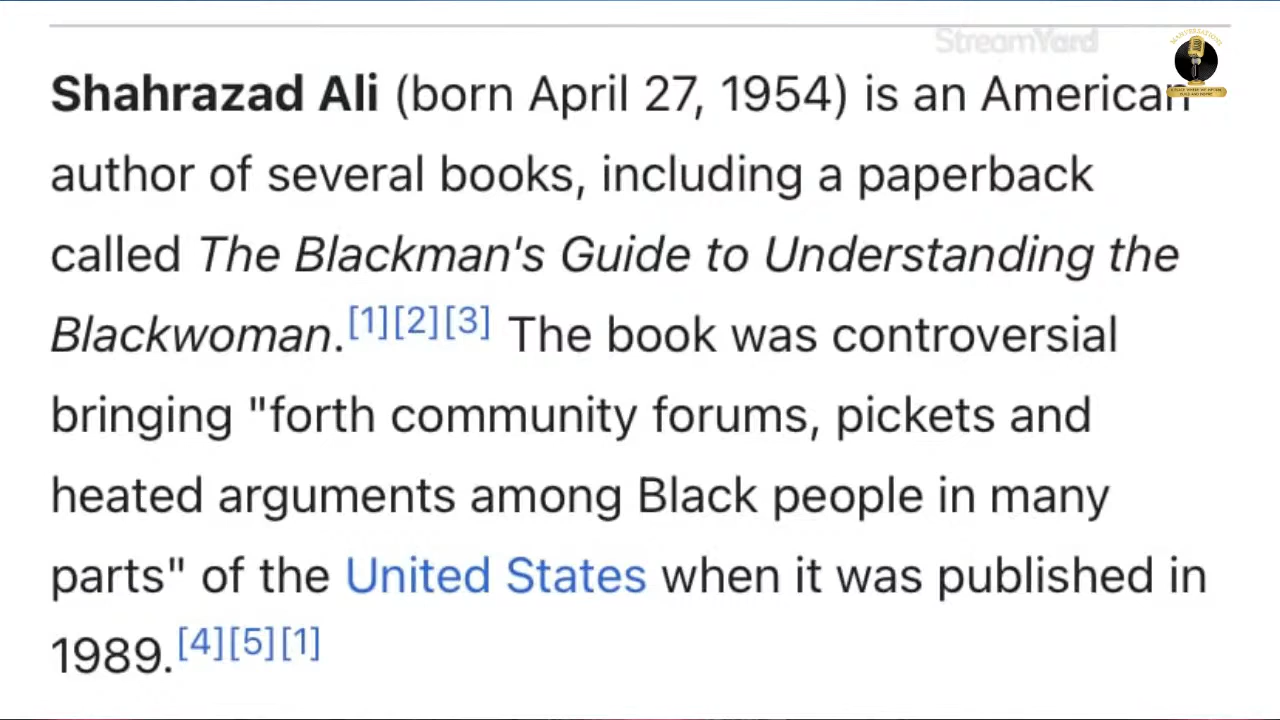 StreamYard
Shahrazad Ali (born April 27, 1954) is an American
author of several books, including a paperback
called The Blackman's Guide to Understanding the
Blackwoman.[1][2][3] The book was controversial
bringing "forth community forums, pickets and
heated arguments among Black people in many
parts" of the United States when it was published in
1989.[4][5][1]